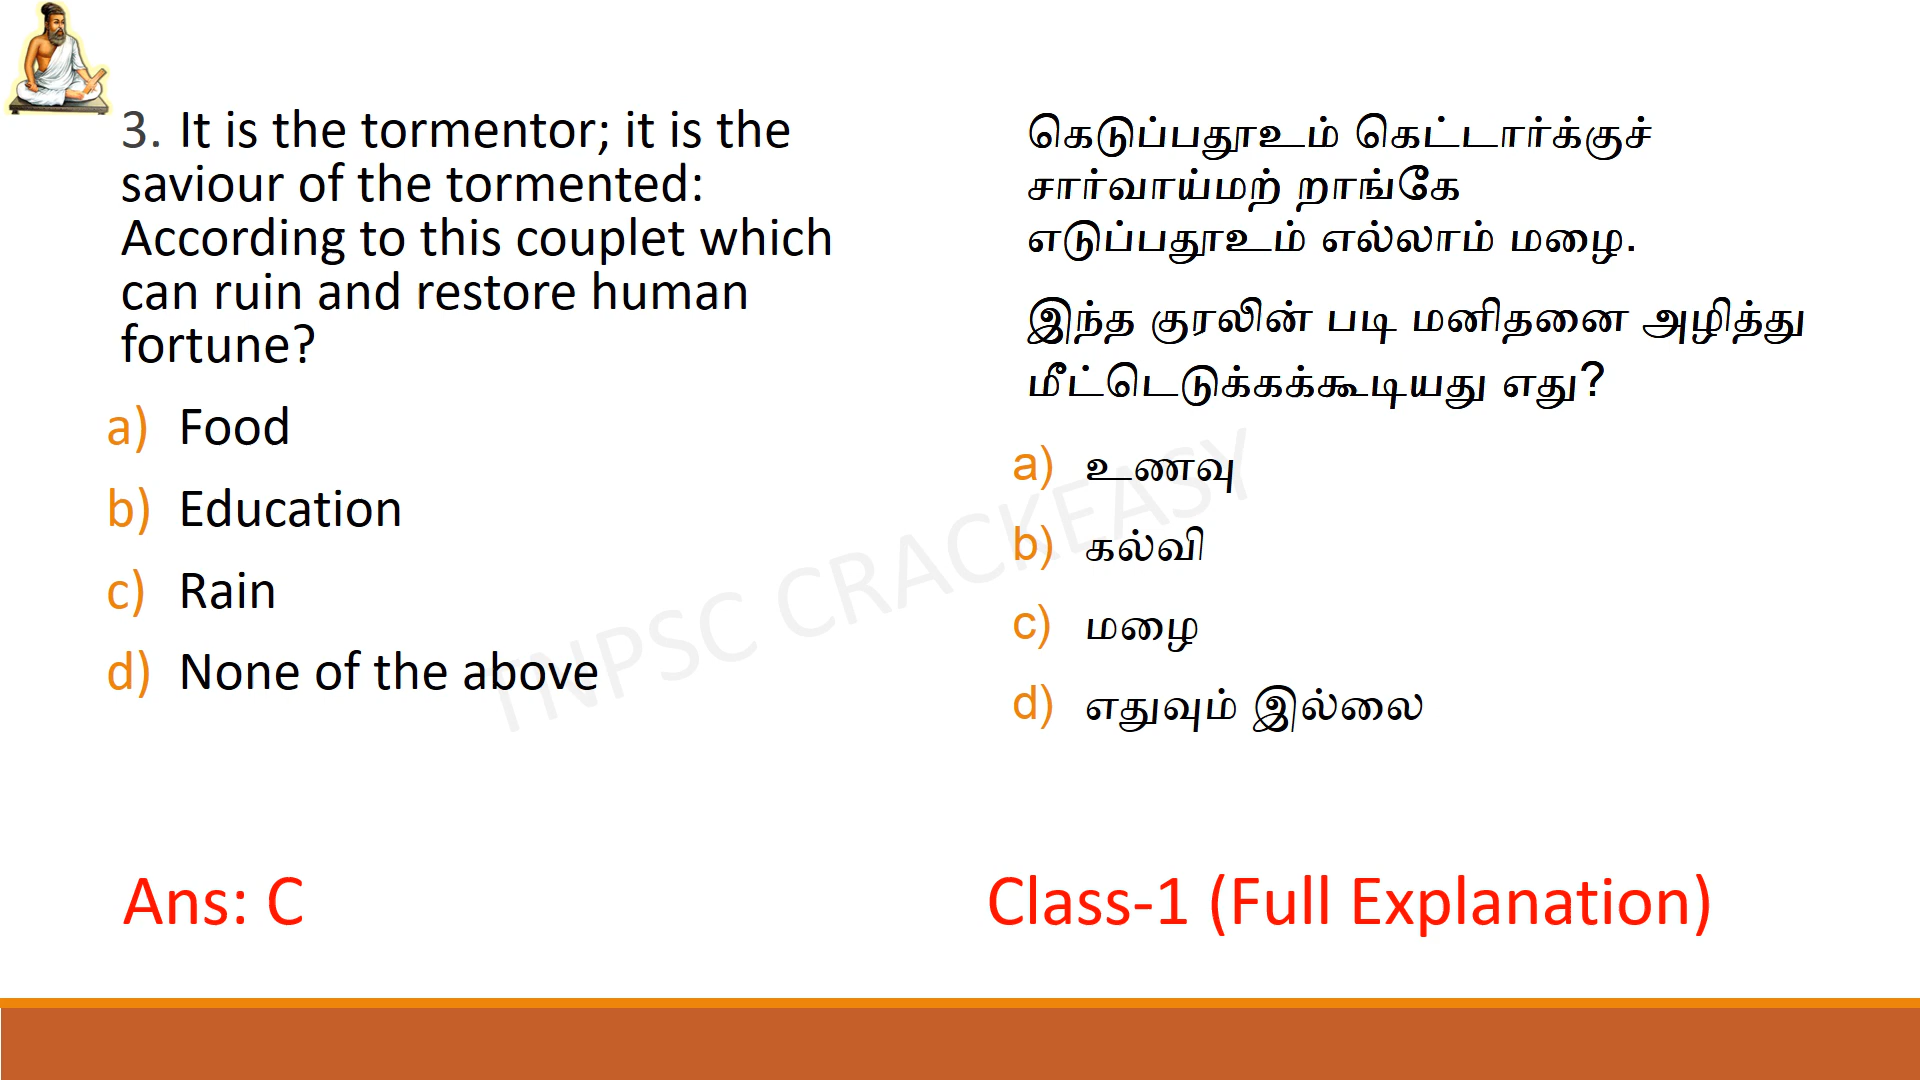 3. It is the tormentor; it is the
saviour of the tormented:
According to this couplet which
can ruin and restore human
fortune?
a) Food
b) Education
c) Rain
d) None of the above
கெடுப்பதூஉம் கெட்டார்க்குச்
சார்வாய்மற் றாங்கே
எடுப்பதூஉம் எல்லாம் மழை.
இந்த குரலின் படி மனிதனை அழித்து
மீட்டெடுக்கக்கூடியது எது?
a) உணவு
b) கல்வி
c) மழை
d) எதுவும் இல்லை
TNPSC CRACKEASY
Ans: C
Class-1 (Full Explanation)